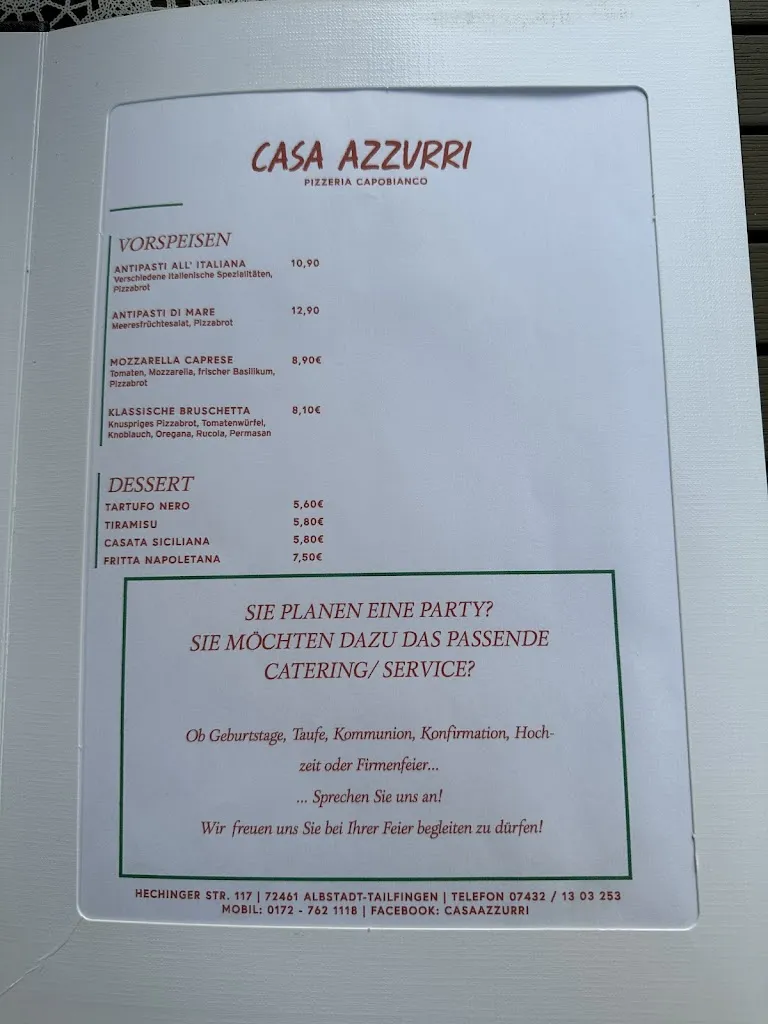 CASA AZZURRI
PIZZERIA CAPOBIANCO
VORSPEISEN
ANTIPASTI ALL' ITALIANA 10,90
Verschiedene Italienische Spezialitäten,
Pizzabrot
ANTIPASTI DI MARE 12,90
Meeresfrüchtesalat, Pizzabrot
MOZZARELLA CAPRESE 8,90€
Tomaten, Mozzarella, frischer Basilikum,
Pizzabrot
KLASSISCHE BRUSCHETTA 8,10€
Knuspriges Pizzabrot, Tomatenwürfel,
Knoblauch, Oregana, Rucola, Permasan
DESSERT
TARTUFO NERO 5,60€
TIRAMISU 5,80€
CASATA SICILIANA 5,80€
FRITTA NAPOLETANA 7,50€
SIE PLANEN EINE PARTY?
SIE MÖCHTEN DAZU DAS PASSENDE
CATERING/ SERVICE?
Ob Geburtstage, Taufe, Kommunion, Konfirmation, Hoch-
zeit oder Firmenfeier...
... Sprechen Sie uns an!
Wir freuen uns Sie bei Ihrer Feier begleiten zu dürfen!
HECHINGER STR. 117 | 72461 ALBSTADT-TAILFINGEN | TELEFON 07432 / 13 03 253
MOBIL: 0172 - 762 1118 | FACEBOOK: CASAAZZURRI